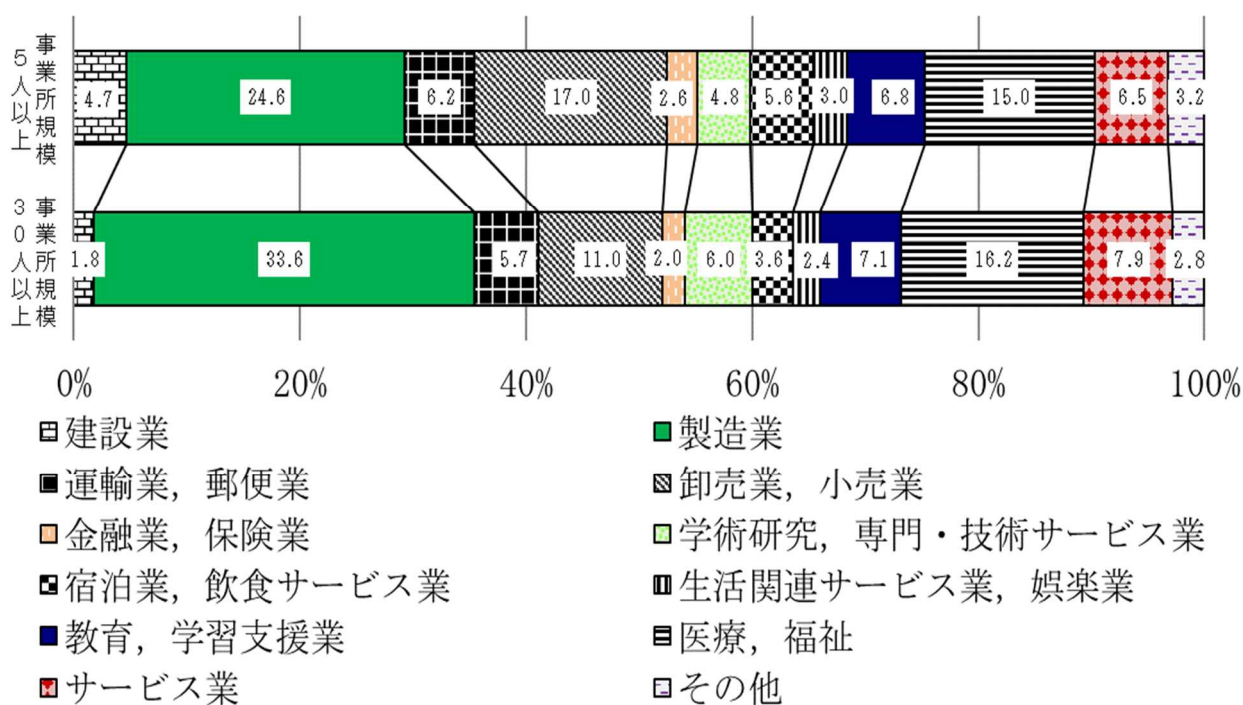 事業所規模
5人以上
4.7 24.6 6.2 17.0 2.6 4.8 5.6 3.0 6.8 15.0 6.5 3.2
事業所規模
30人以上
1.8 33.6 5.7 11.0 2.0 6.0 3.6 2.4 7.1 16.2 7.9 2.8
0% 20% 40% 60% 80% 100%
建設業 製造業
運輸業，郵便業 卸売業，小売業
金融業，保険業 学術研究，専門・技術サービス業
宿泊業，飲食サービス業 生活関連サービス業，娯楽業
教育，学習支援業 医療，福祉
サービス業 その他